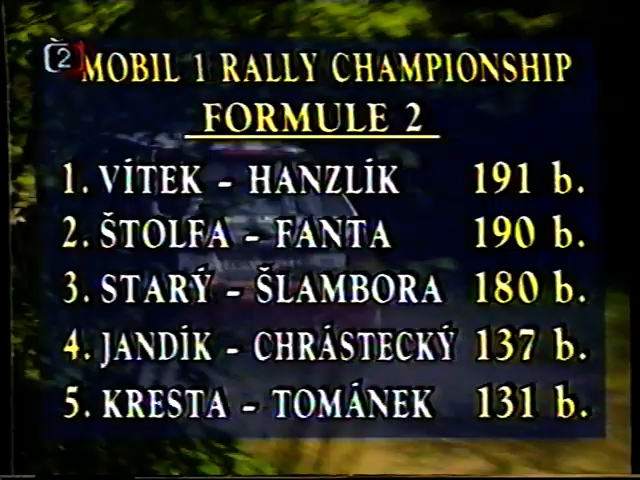 Č2
MOBIL 1 RALLY CHAMPIONSHIP
FORMULE 2
1. VÍTEK - HANZLÍK 191 b.
2. ŠTOLFA - FANTA 190 b.
3. STARÝ - ŠLAMBORA 180 b.
4. JANDÍK - CHRÁSTECKÝ 137 b.
5. KRESTA - TOMÁNEK 131 b.